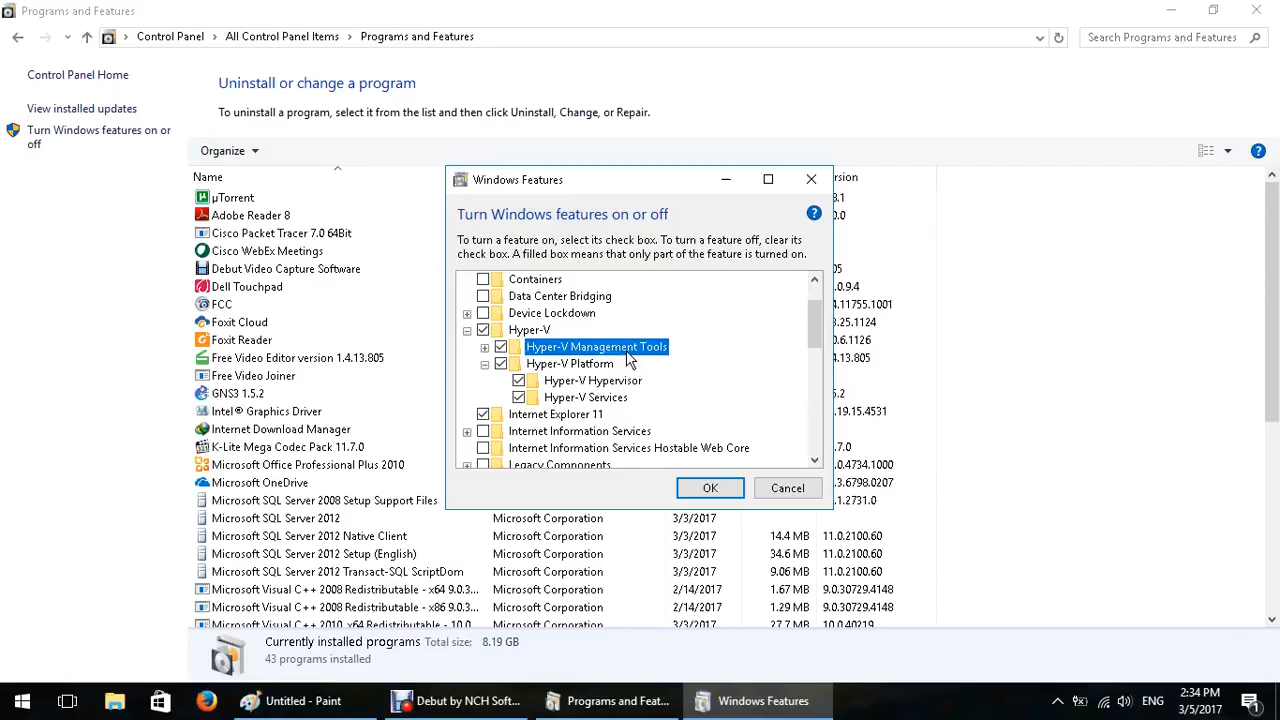 Programs and Features
Control Panel
All Control Panel Items
Programs and Features
Search Programs and Features
Control Panel Home
View installed updates
Turn Windows features on or
off
Uninstall or change a program
To uninstall a program, select it from the list and then click Uninstall, Change, or Repair.
Organize
Name
µTorrent
Adobe Reader 8
Cisco Packet Tracer 7.0 64Bit
Cisco WebEx Meetings
Debut Video Capture Software
Dell Touchpad
FCC
Foxit Cloud
Foxit Reader
Free Video Editor version 1.4.13.805
Free Video Joiner
GNS3 1.5.2
Intel® Graphics Driver
Internet Download Manager
K-Lite Mega Codec Pack 11.7.0
Microsoft Office Professional Plus 2010
Microsoft OneDrive
Microsoft SQL Server 2008 Setup Support Files
Microsoft SQL Server 2012 Microsoft Corporation 3/3/2017
Microsoft SQL Server 2012 Native Client Microsoft Corporation 3/3/2017 14.4 MB 11.0.2100.60
Microsoft SQL Server 2012 Setup (English) Microsoft Corporation 3/3/2017 34.6 MB 11.0.2100.60
Microsoft SQL Server 2012 Transact-SQL ScriptDom Microsoft Corporation 3/3/2017 9.06 MB 11.0.2100.60
Microsoft Visual C++ 2008 Redistributable - x64 9.0.3... Microsoft Corporation 2/14/2017 1.67 MB 9.0.30729.4148
Microsoft Visual C++ 2008 Redistributable - x86 9.0.3... Microsoft Corporation 2/14/2017 1.29 MB 9.0.30729.4148
Microsoft Visual C++ 2010 x64 Redistributable - 10.0... Microsoft Corporation 3/3/2017 27.7 MB 10.0.40219
Windows Features
Turn Windows features on or off
To turn a feature on, select its check box. To turn a feature off, clear its
check box. A filled box means that only part of the feature is turned on.
Containers
Data Center Bridging
Device Lockdown
Hyper-V
Hyper-V Management Tools
Hyper-V Platform
Hyper-V Hypervisor
Hyper-V Services
Internet Explorer 11
Internet Information Services
Internet Information Services Hostable Web Core
Legacy Components
OK
Cancel
Currently installed programs Total size: 8.19 GB
43 programs installed
Untitled - Paint
Debut by NCH Soft...
Programs and Feat...
Windows Features
ENG
2:34 PM
3/5/2017